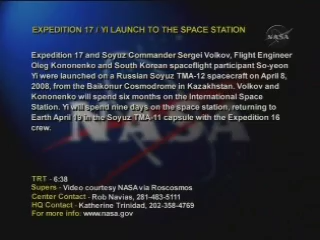 EXPEDITION 17 / YI LAUNCH TO THE SPACE STATION
NASA
Expedition 17 and Soyuz Commander Sergei Volkov, Flight Engineer
Oleg Kononenko and South Korean spaceflight participant So-yeon
Yi were launched on a Russian Soyuz TMA-12 spacecraft on April 8,
2008, from the Baikonur Cosmodrome in Kazakhstan. Volkov and
Kononenko will spend six months on the International Space
Station. Yi will spend nine days on the space station, returning to
Earth April 19 in the Soyuz TMA-11 capsule with the Expedition 16
crew.
NASA
TRT - 6:38
Supers - Video courtesy NASA via Roscosmos
Center Contact - Rob Navias, 281-483-5111
HQ Contact - Katherine Trinidad, 202-358-4769
For more info: www.nasa.gov